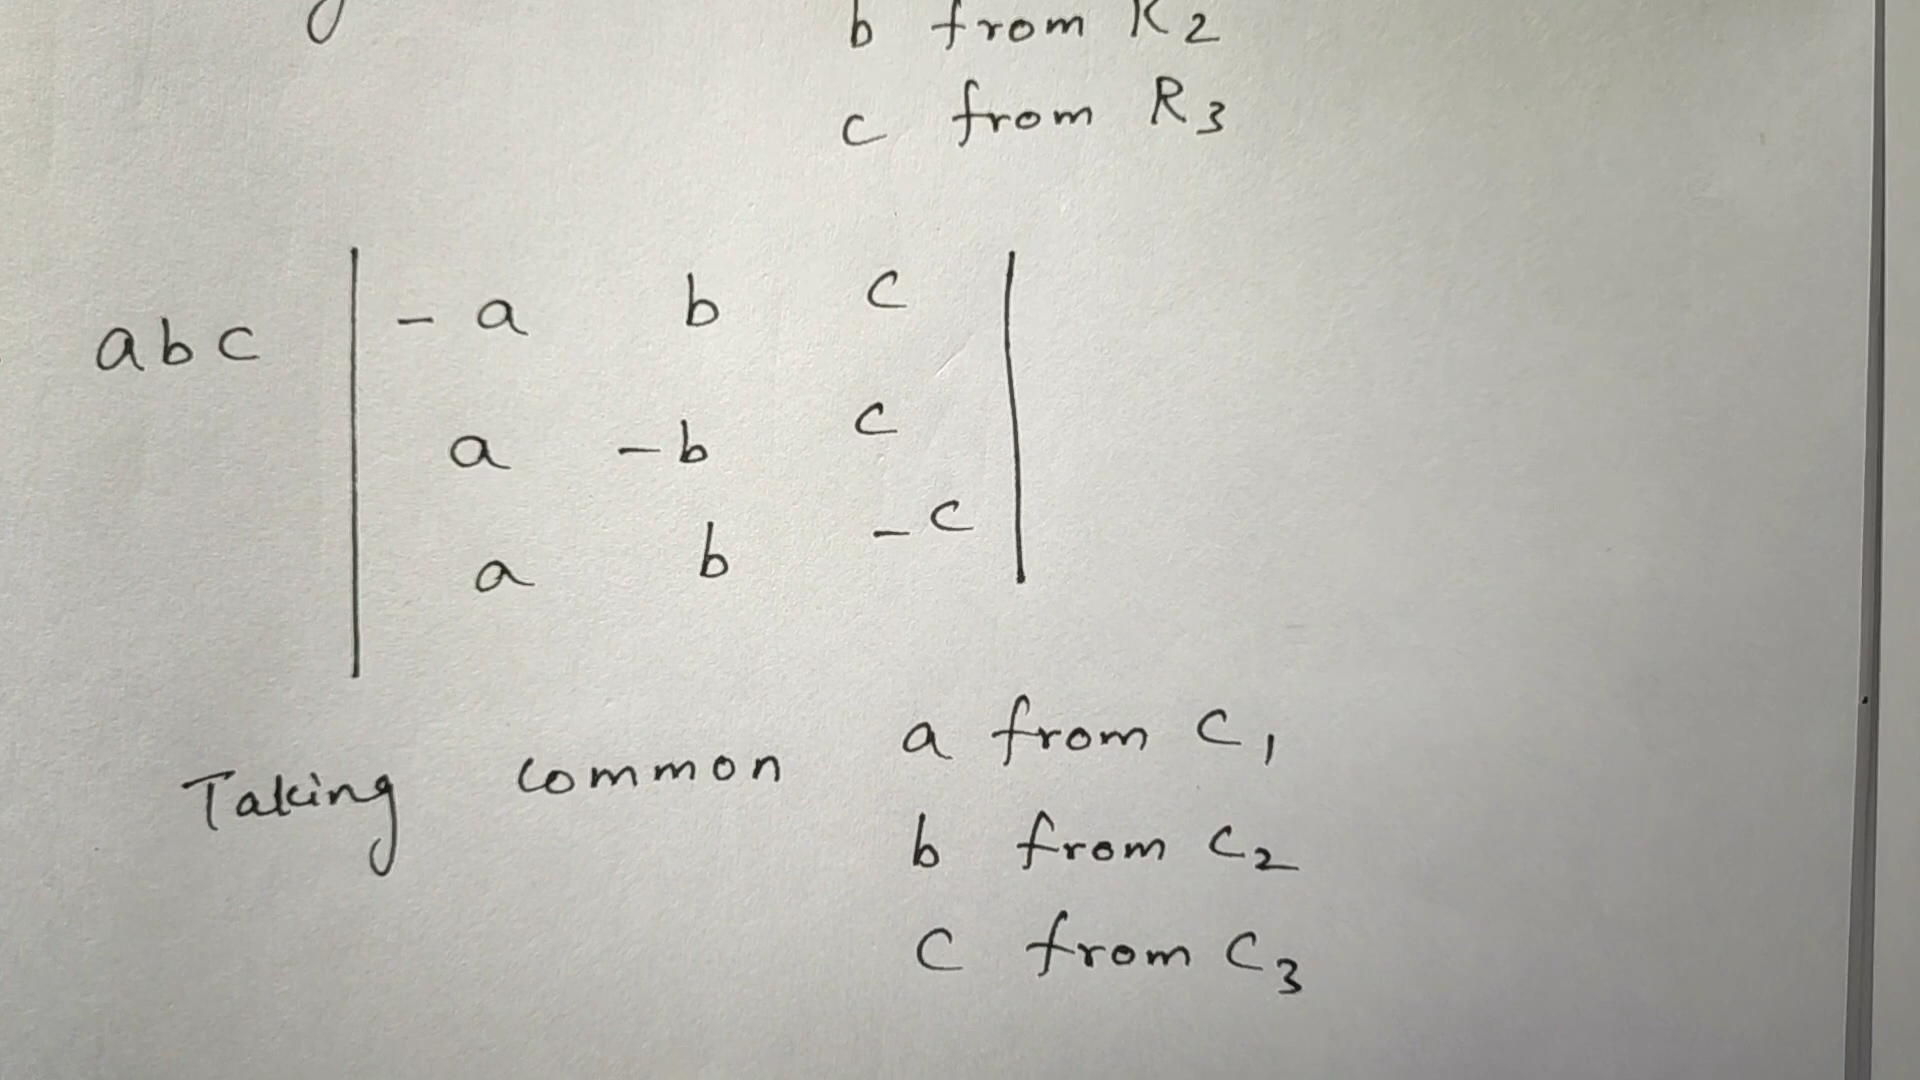 b from R2
c from R3
abc | -a b c |
a -b c
a b -c
Taking common a from C1
b from C2
c from C3